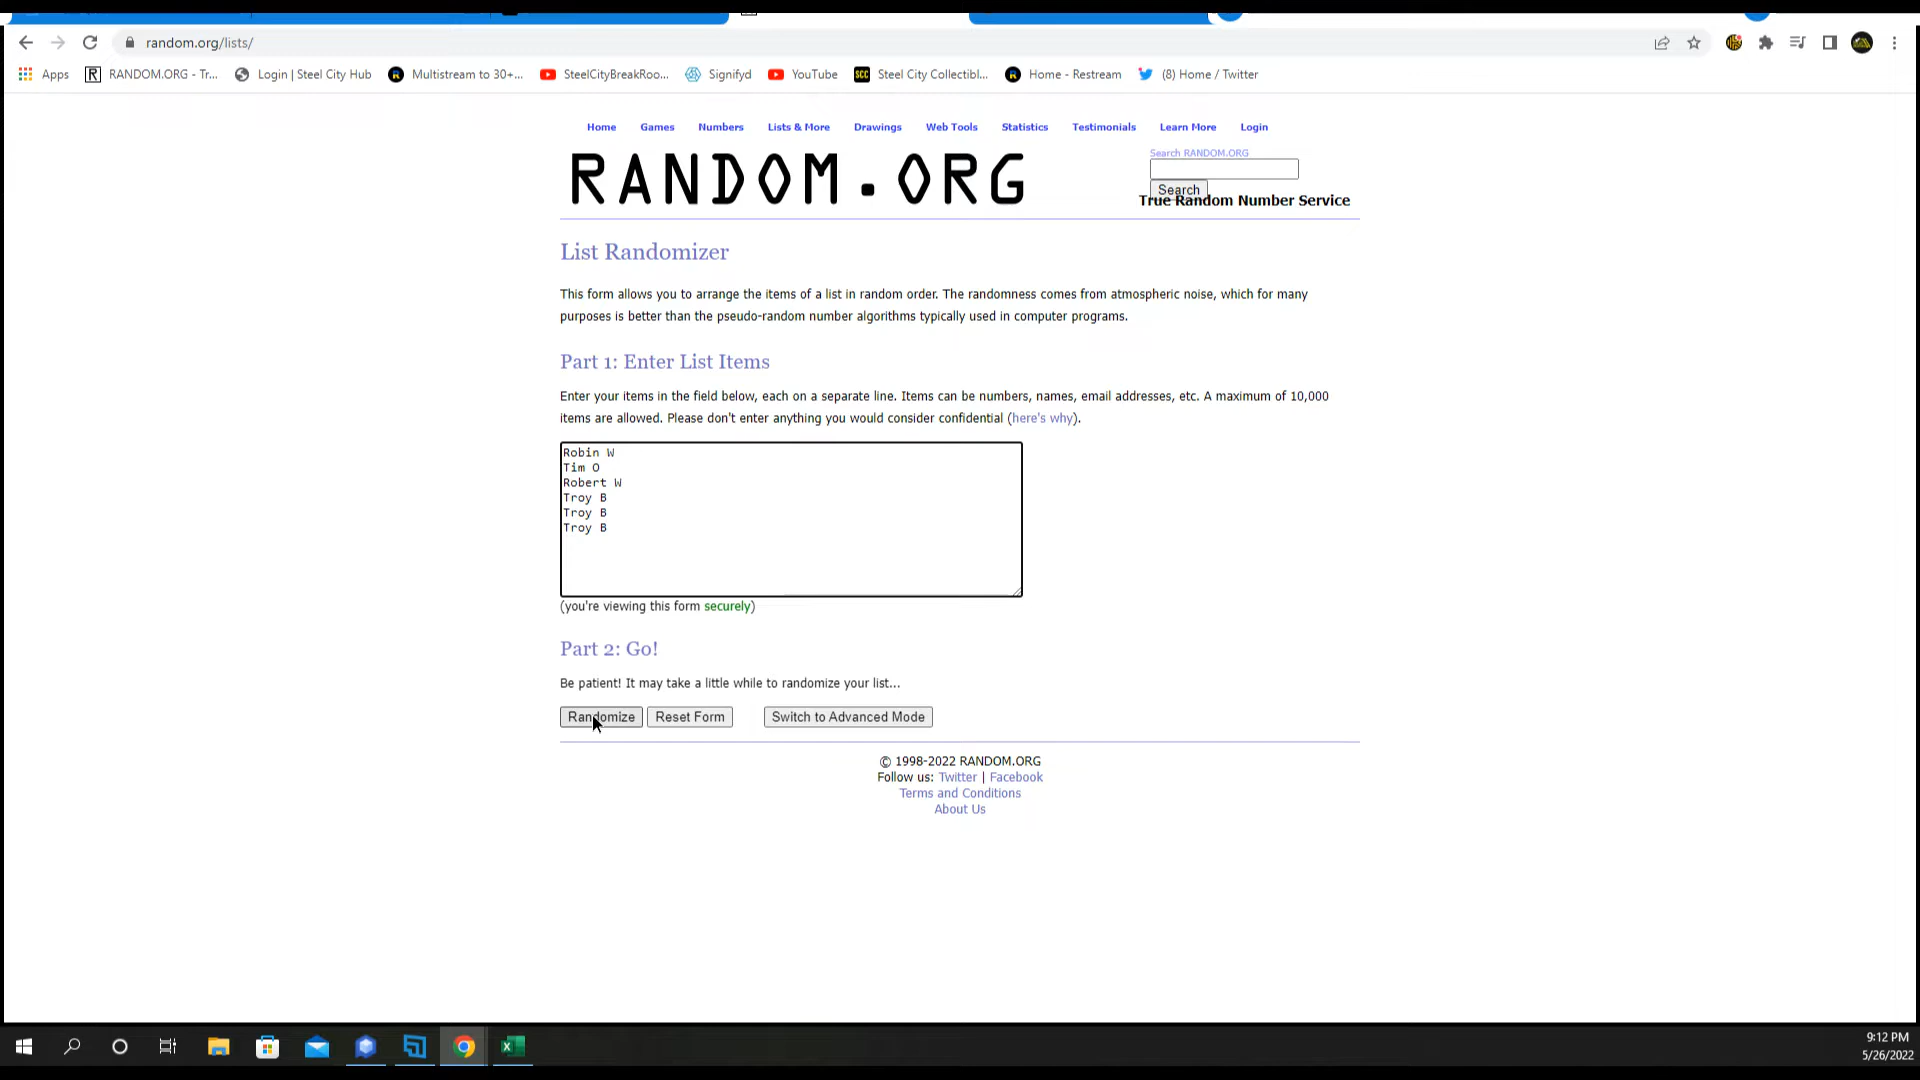 random.org/lists/
Apps RANDOM.ORG - Tr... Login | Steel City Hub Multistream to 30+... SteelCityBreakRoo... Signifyd YouTube SCC Steel City Collectibl... Home - Restream (8) Home / Twitter
Home Games Numbers Lists & More Drawings Web Tools Statistics Testimonials Learn More Login
RANDOM.ORG
Search RANDOM.ORG
Search
True Random Number Service
List Randomizer
This form allows you to arrange the items of a list in random order. The randomness comes from atmospheric noise, which for many
purposes is better than the pseudo-random number algorithms typically used in computer programs.
Part 1: Enter List Items
Enter your items in the field below, each on a separate line. Items can be numbers, names, email addresses, etc. A maximum of 10,000
items are allowed. Please don't enter anything you would consider confidential (here's why).
Robin W
Tim O
Robert W
Troy B
Troy B
Troy B
(you're viewing this form securely)
Part 2: Go!
Be patient! It may take a little while to randomize your list...
Randomize Reset Form Switch to Advanced Mode
© 1998-2022 RANDOM.ORG
Follow us: Twitter | Facebook
Terms and Conditions
About Us
9:12 PM
5/26/2022